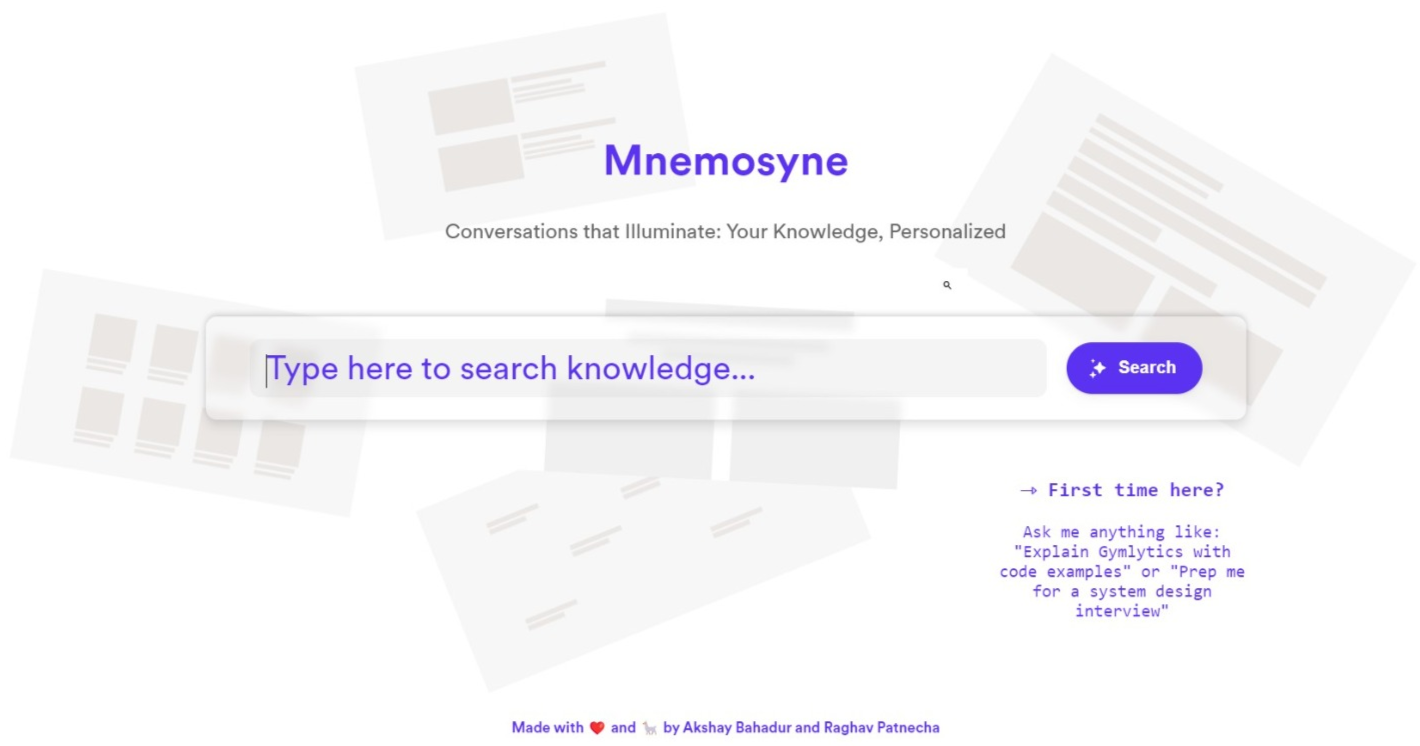 Mnemosyne
Conversations that Illuminate: Your Knowledge, Personalized
Type here to search knowledge...
Search
→ First time here?
Ask me anything like:
"Explain Gymlytics with
code examples" or "Prep me
for a system design
interview"
Made with ❤️ and 🐐 by Akshay Bahadur and Raghav Patnecha